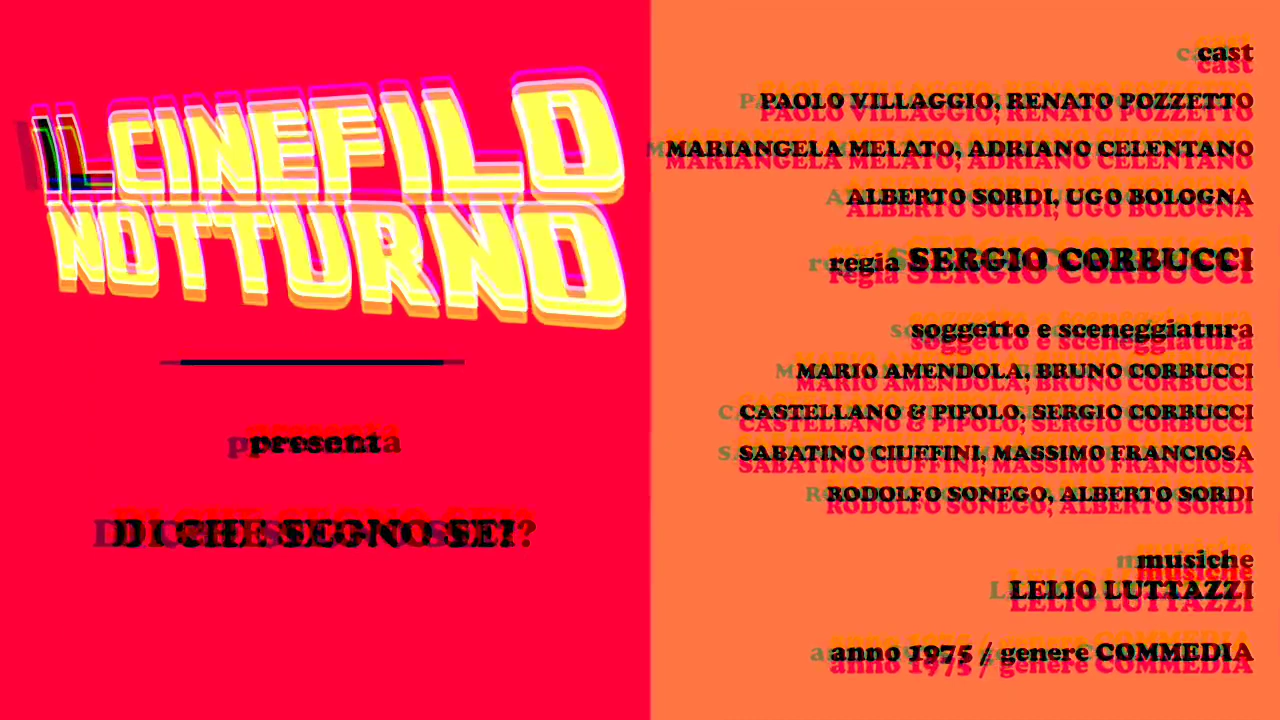 IL CINEFILO
NOTTURNO
presenta
DI CHE SEGNO SEI?
cast
PAOLO VILLAGGIO, RENATO POZZETTO
MARIANGELA MELATO, ADRIANO CELENTANO
ALBERTO SORDI, UGO BOLOGNA
regia SERGIO CORBUCCI
soggetto e sceneggiatura
MARIO AMENDOLA, BRUNO CORBUCCI
CASTELLANO & PIPOLO, SERGIO CORBUCCI
SABATINO CIUFFINI, MASSIMO FRANCIOSA
RODOLFO SONEGO, ALBERTO SORDI
musiche
LELIO LUTTAZZI
anno 1975 / genere COMMEDIA